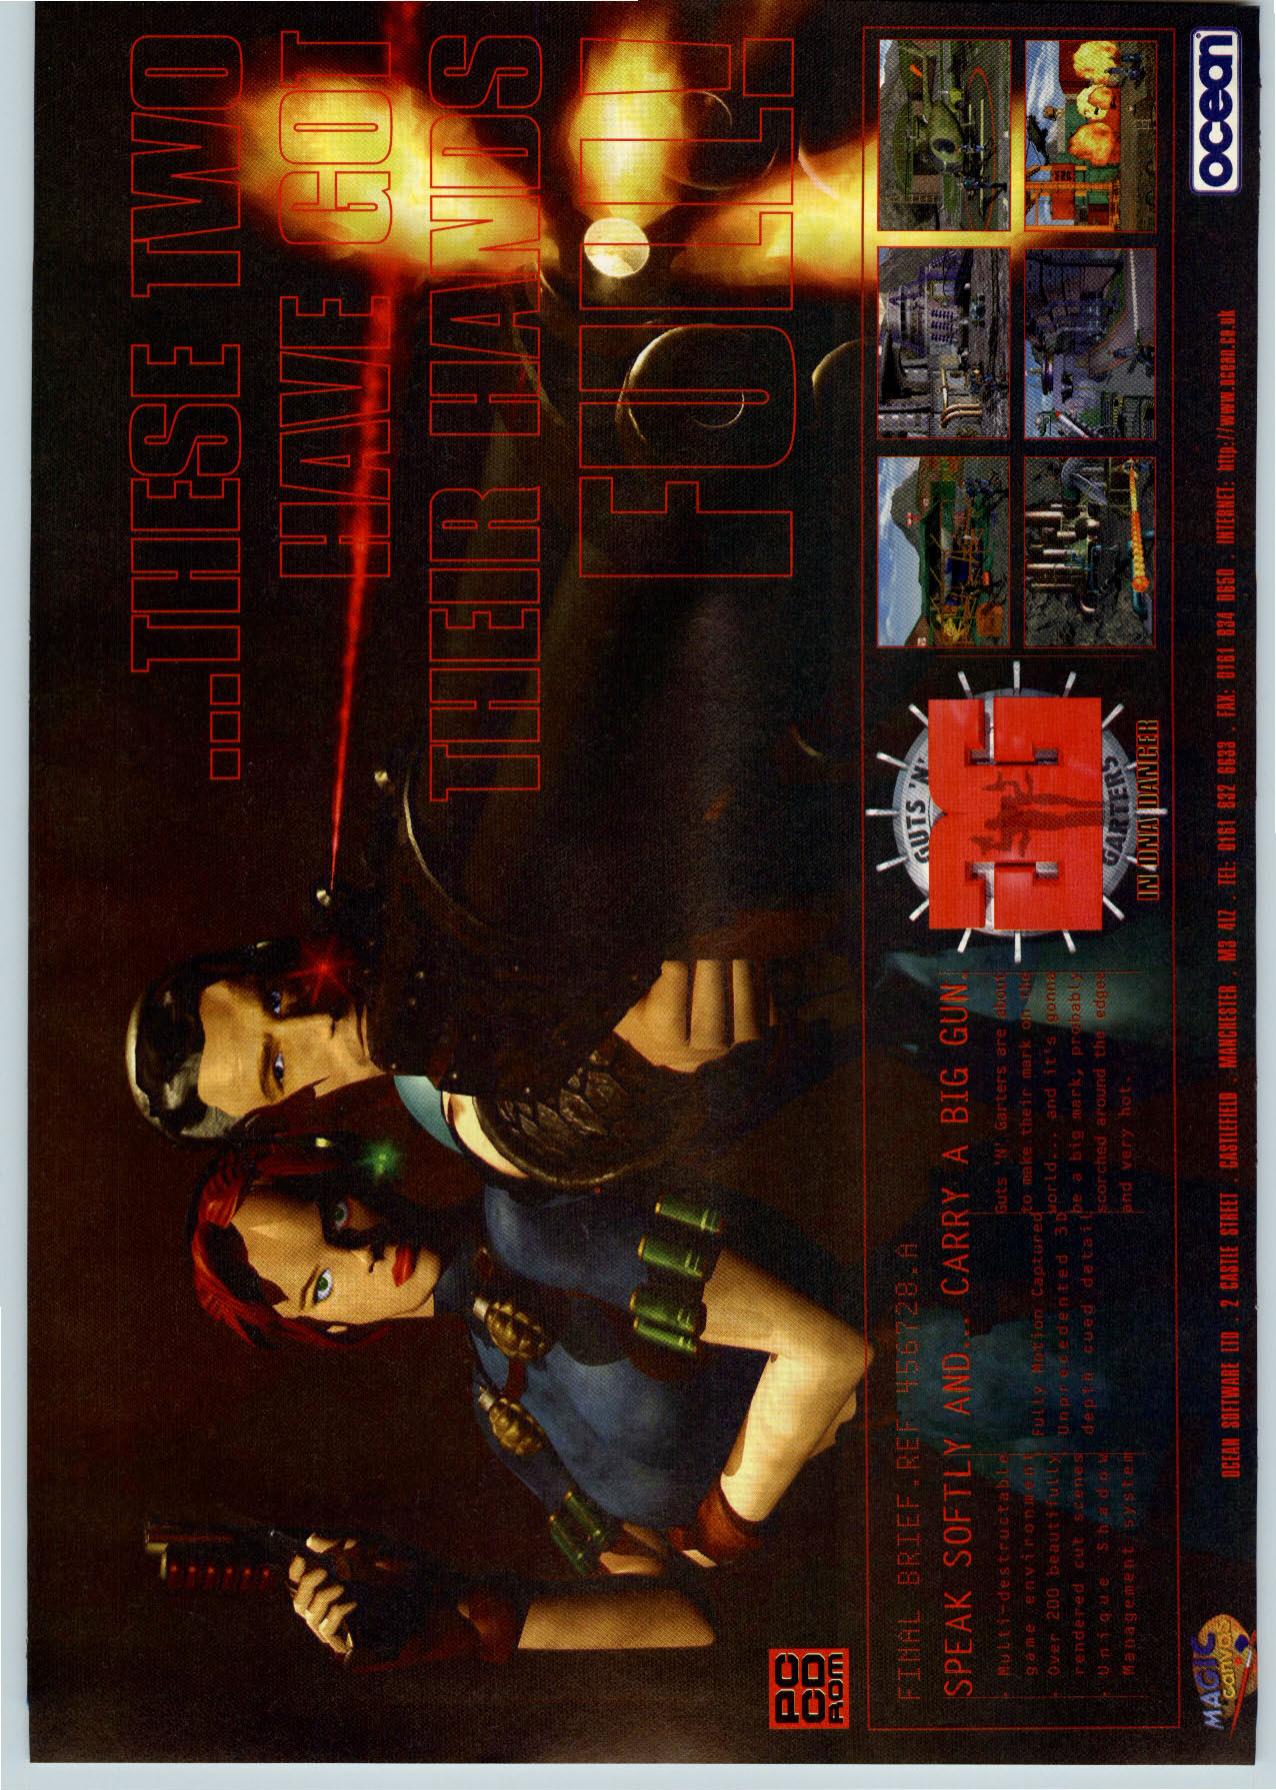 ...THESE TWO
HAVE GOT
THEIR HANDS
FULL!
PC
CD
ROM
FINAL BRIEF.REF 456728.A
SPEAK SOFTLY AND... CARRY A BIG GUN.
. Multi-destructable
game environment
. Over 200 beautifully
rendered cut scenes
. Unique Shadow
Management system
Fully Motion Captured
Unprecedented 3D
depth cued detail
Guts 'N' Garters are about
to make their mark on the
world... and it's gonna
be a big mark, probably
scorched around the edges
and very hot.
GUTS 'N'
GARTERS
IN DNA DANGER
MAGIC
canvas
OCEAN SOFTWARE LTD . 2 CASTLE STREET . CASTLEFIELD . MANCHESTER . M3 4LZ . TEL: 0161 832 6633 . FAX: 0161 834 0650 . INTERNET: http://www.ocean.co.uk
ocean